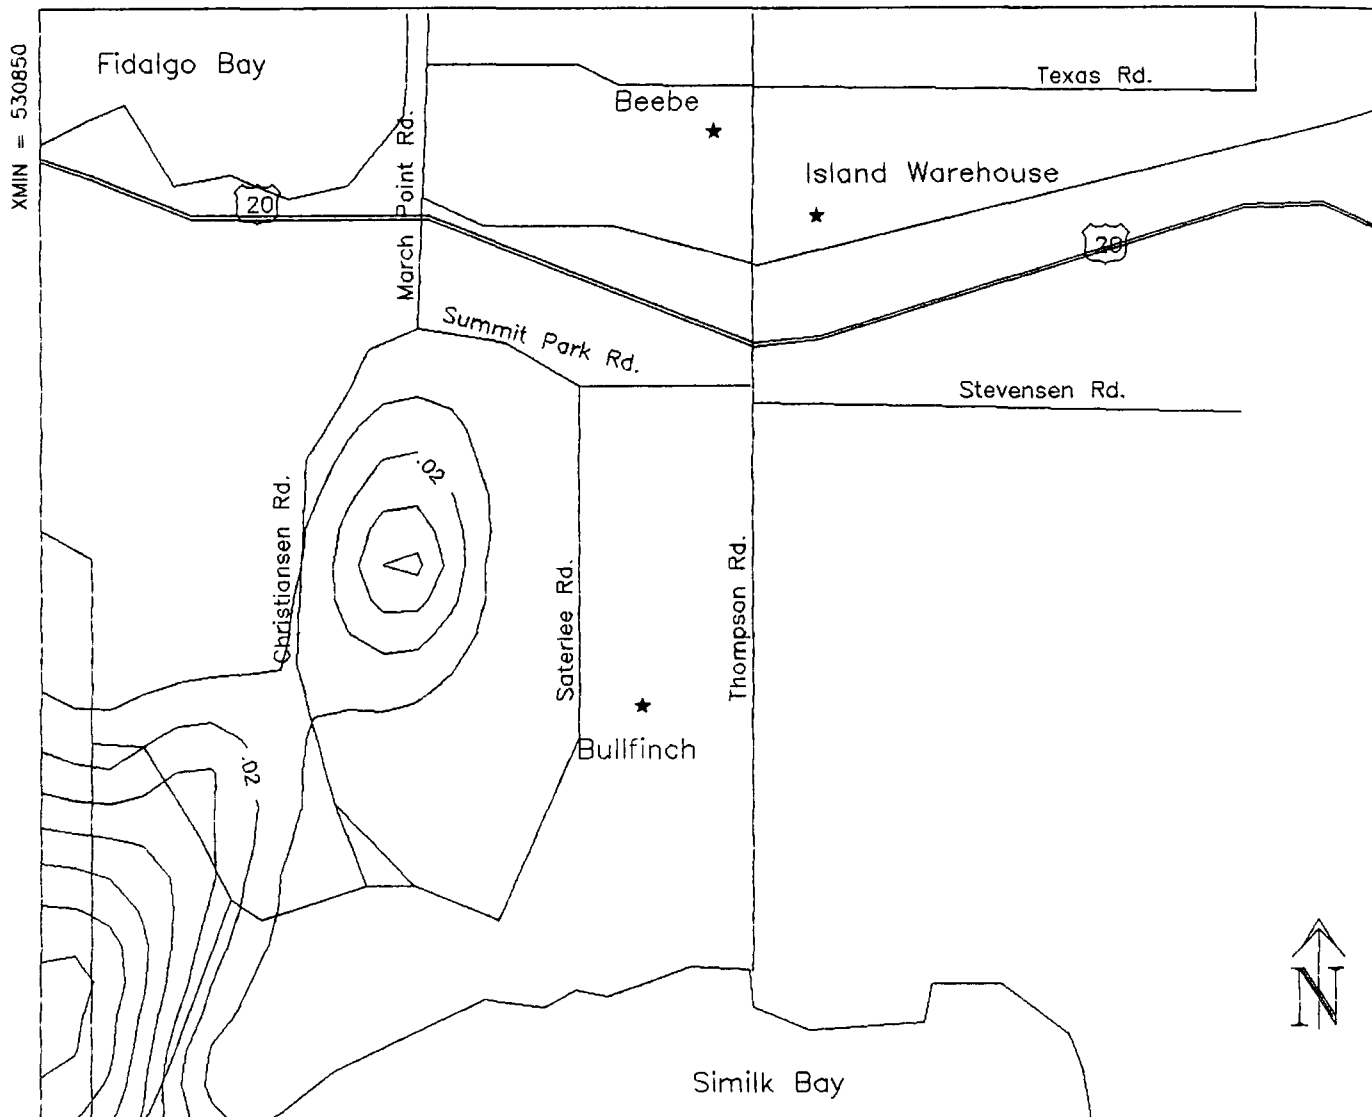 XMIN = 530850
Fidalgo Bay
Texas Rd.
Beebe
March Point Rd.
Island Warehouse
20
20
Summit Park Rd.
Stevensen Rd.
.02
Christiansen Rd.
Saterlee Rd.
Thompson Rd.
Bullfinch
.02
N
Similk Bay